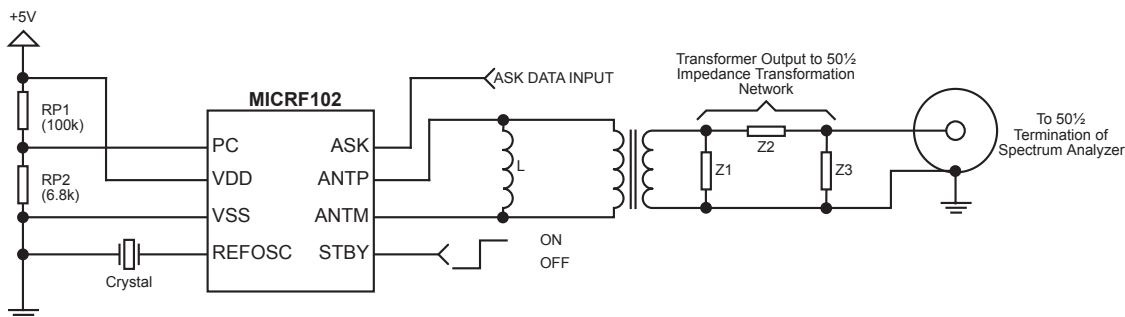 +5V
RP1
(100k)
RP2
(6.8k)
Crystal
MICRF102
PC
VDD
VSS
REFOSC
ASK
ANTP
ANTM
STBY
ASK DATA INPUT
L
ON
OFF
Transformer Output to 50½
Impedance Transformation
Network
Z1
Z2
Z3
To 50½
Termination of
Spectrum Analyzer